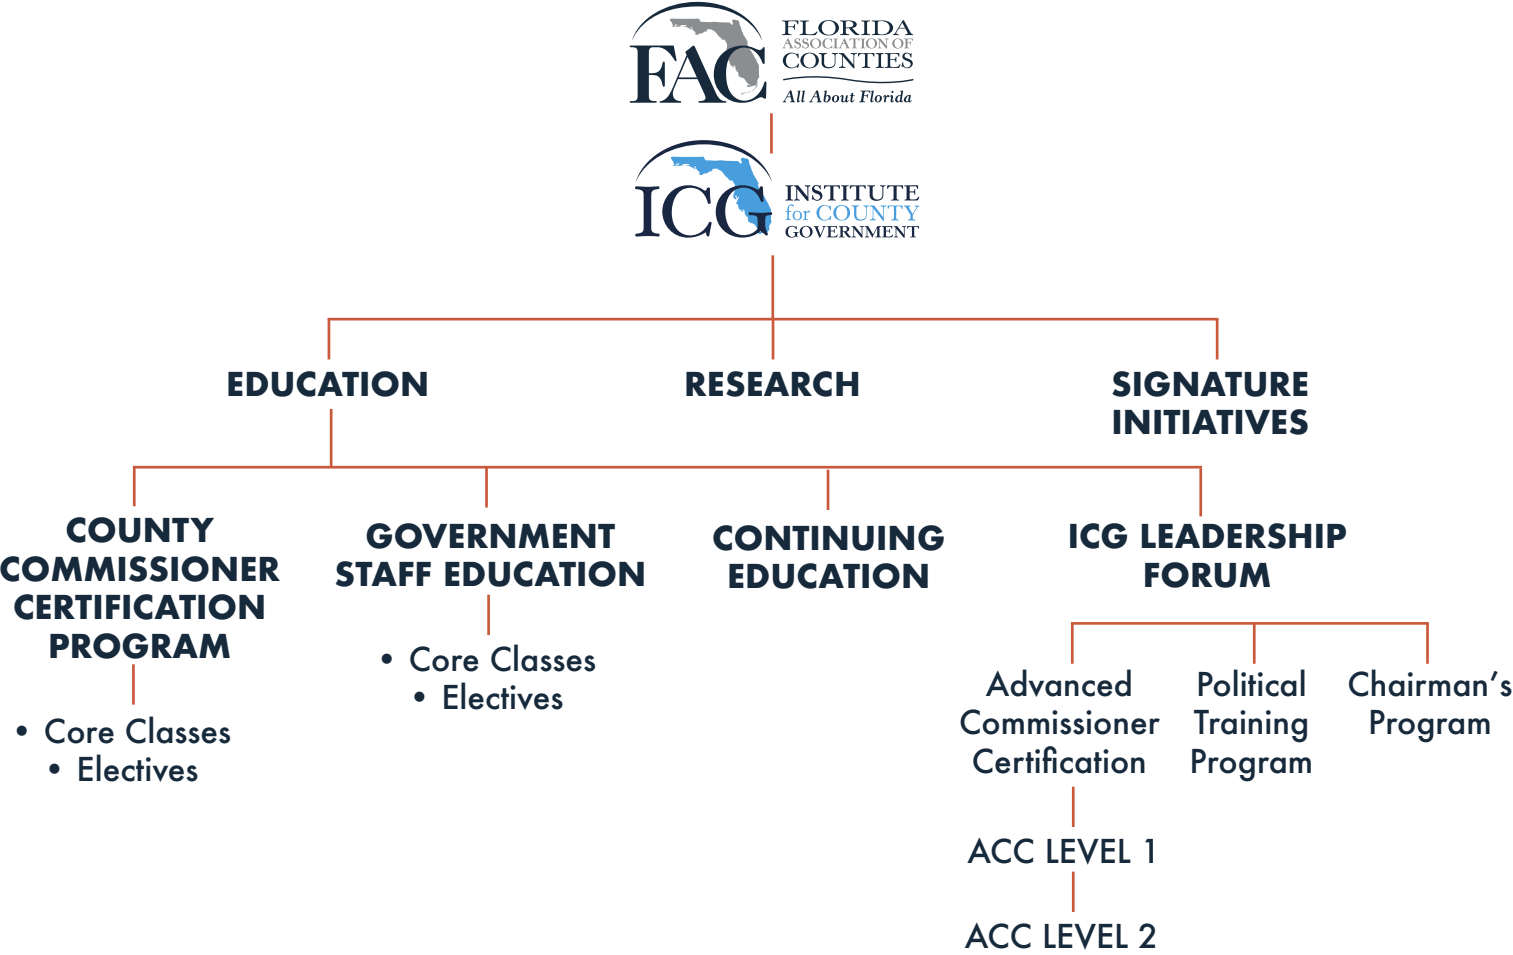 FAC
FLORIDA
ASSOCIATION OF
COUNTIES
All About Florida
ICG
INSTITUTE
for COUNTY
GOVERNMENT
EDUCATION
RESEARCH
SIGNATURE
INITIATIVES
COUNTY
COMMISSIONER
CERTIFICATION
PROGRAM
• Core Classes
• Electives
GOVERNMENT
STAFF EDUCATION
• Core Classes
• Electives
CONTINUING
EDUCATION
ICG LEADERSHIP
FORUM
Advanced
Commissioner
Certification
ACC LEVEL 1
ACC LEVEL 2
Political
Training
Program
Chairman’s
Program